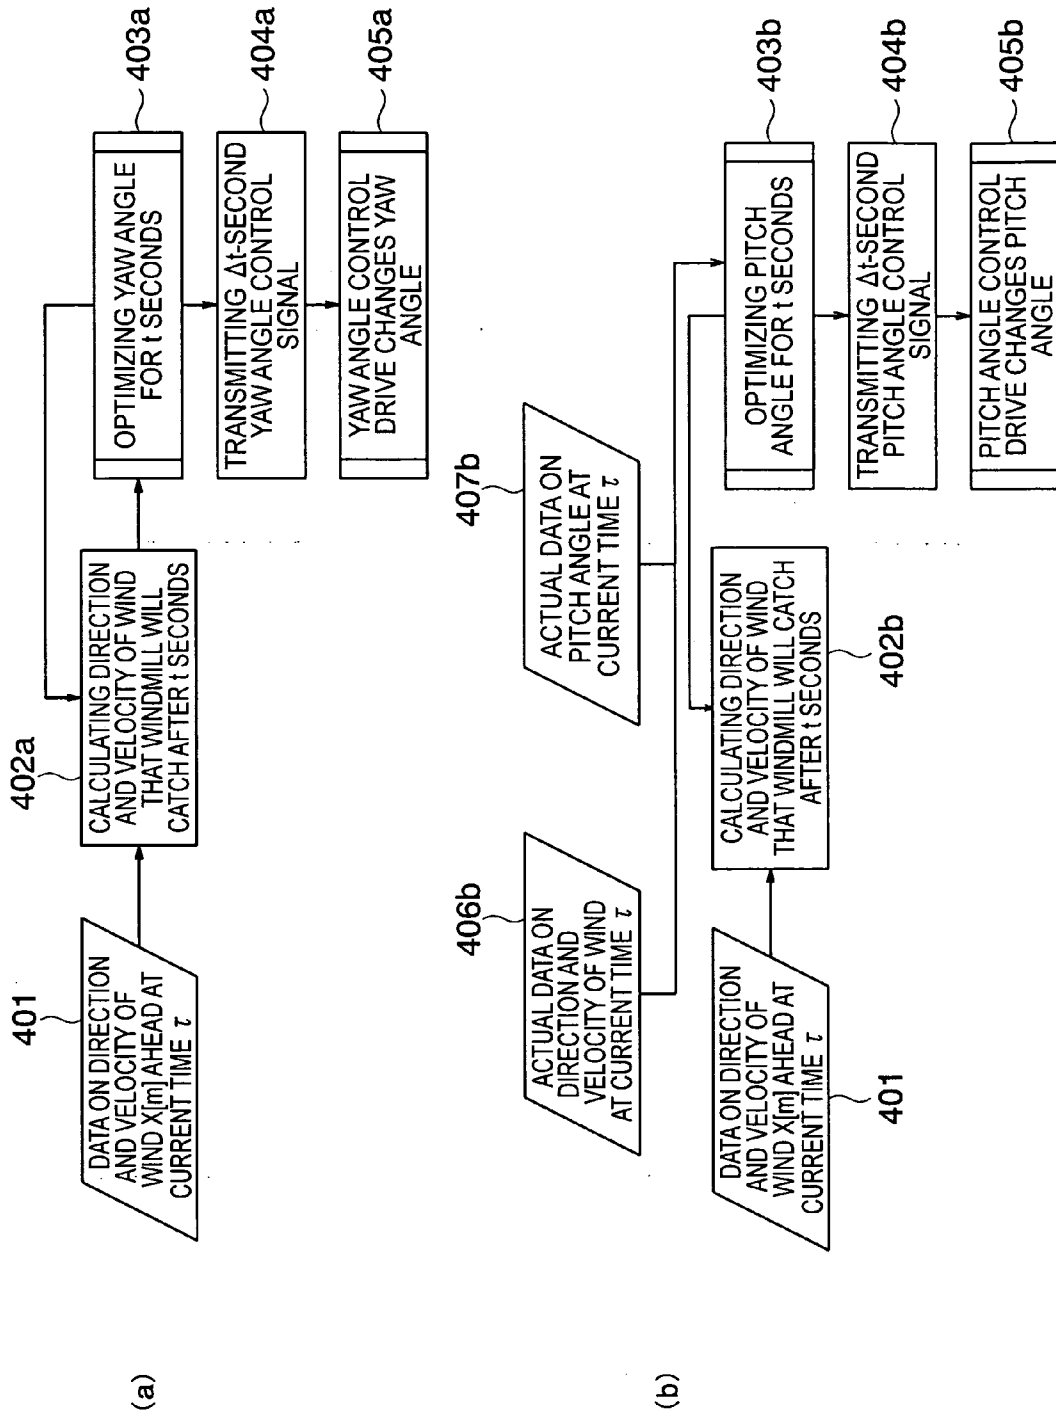 (a)
401
DATA ON DIRECTION
AND VELOCITY OF
WIND X[m] AHEAD AT
CURRENT TIME τ
402a
CALCULATING DIRECTION
AND VELOCITY OF WIND
THAT WINDMILL WILL
CATCH AFTER t SECONDS
403a
OPTIMIZING YAW ANGLE
FOR t SECONDS
404a
TRANSMITTING Δt-SECOND
YAW ANGLE CONTROL
SIGNAL
405a
YAW ANGLE CONTROL
DRIVE CHANGES YAW
ANGLE
(b)
406b
ACTUAL DATA ON
DIRECTION AND
VELOCITY OF WIND
AT CURRENT TIME τ
407b
ACTUAL DATA ON
PITCH ANGLE AT
CURRENT TIME τ
DATA ON DIRECTION
AND VELOCITY OF
WIND X[m] AHEAD AT
CURRENT TIME τ
401
CALCULATING DIRECTION
AND VELOCITY OF WIND
THAT WINDMILL WILL CATCH
AFTER t SECONDS
402b
403b
OPTIMIZING PITCH
ANGLE FOR t SECONDS
404b
TRANSMITTING Δt-SECOND
PITCH ANGLE CONTROL
SIGNAL
405b
PITCH ANGLE CONTROL
DRIVE CHANGES PITCH
ANGLE